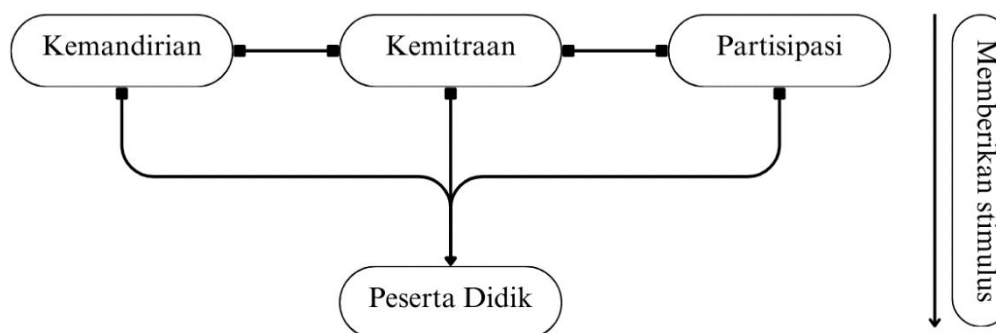 Kemandirian
Kemitraan
Partisipasi
Memberikan stimulus
Peserta Didik